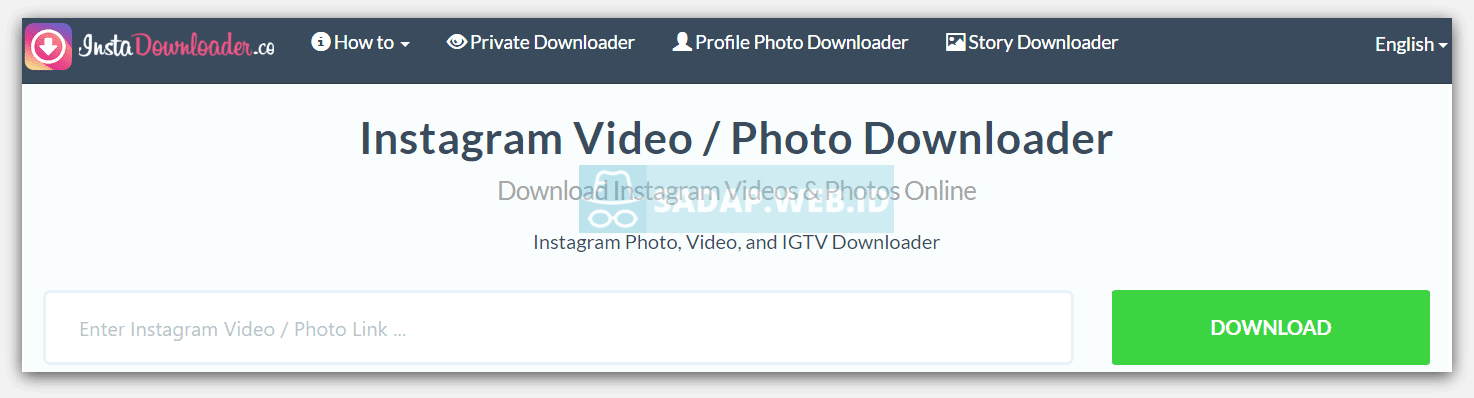 InstaDownloader.co
How to
Private Downloader
Profile Photo Downloader
Story Downloader
English
Instagram Video / Photo Downloader
Download Instagram Videos & Photos Online
SADAP.WEB.ID
Instagram Photo, Video, and IGTV Downloader
Enter Instagram Video / Photo Link ...
DOWNLOAD